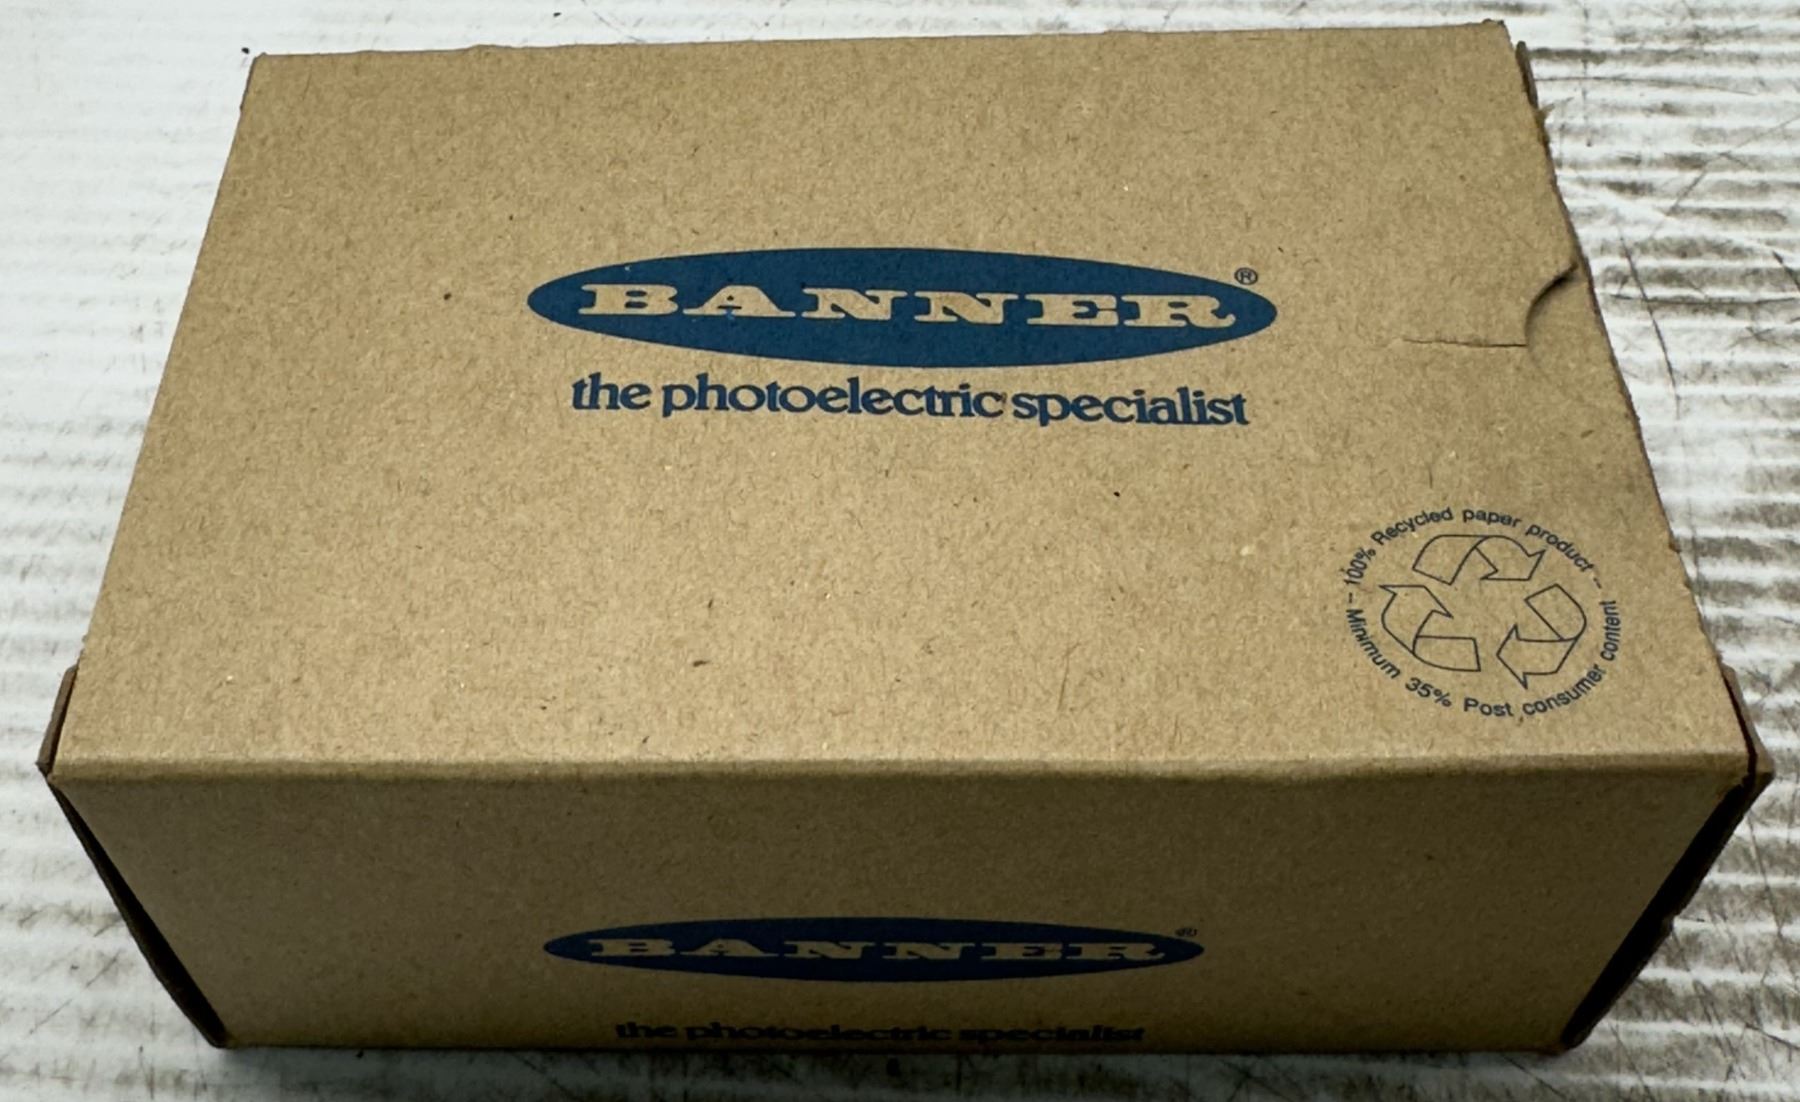 BANNER®
the photoelectric specialist
– 100% Recycled paper product –
Minimum 35% Post consumer content
BANNER®
the photoelectric specialist